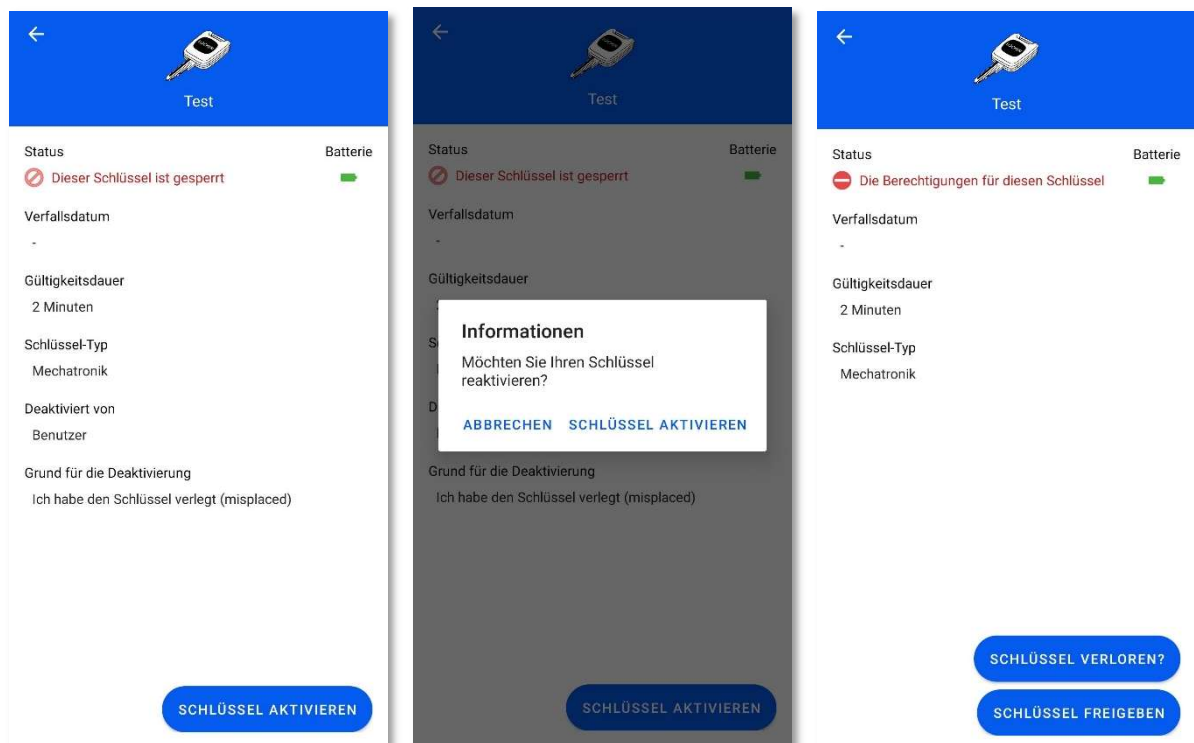 Test
Status
Batterie
Dieser Schlüssel ist gesperrt
Verfallsdatum
-
Gültigkeitsdauer
2 Minuten
Schlüssel-Typ
Mechatronik
Deaktiviert von
Benutzer
Grund für die Deaktivierung
Ich habe den Schlüssel verlegt (misplaced)
SCHLÜSSEL AKTIVIEREN
Test
Status
Batterie
Dieser Schlüssel ist gesperrt
Verfallsdatum
-
Gültigkeitsdauer
Informationen
Möchten Sie Ihren Schlüssel
reaktivieren?
ABBRECHEN SCHLÜSSEL AKTIVIEREN
Grund für die Deaktivierung
Ich habe den Schlüssel verlegt (misplaced)
SCHLÜSSEL AKTIVIEREN
Test
Status
Batterie
Die Berechtigungen für diesen Schlüssel
Verfallsdatum
-
Gültigkeitsdauer
2 Minuten
Schlüssel-Typ
Mechatronik
SCHLÜSSEL VERLOREN?
SCHLÜSSEL FREIGEBEN